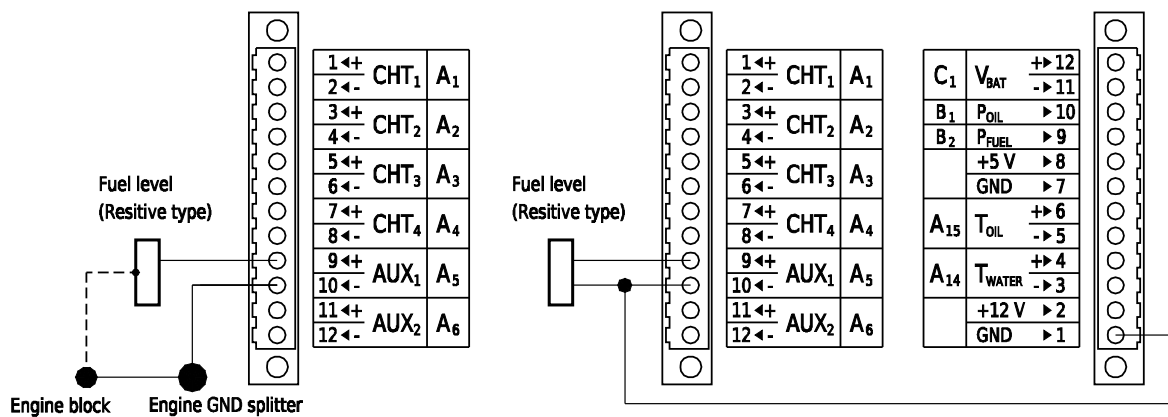 Fuel level
(Resitive type)
Engine block
Engine GND splitter
1 ◄+ CHT1 A1
2 ◄-
3 ◄+ CHT2 A2
4 ◄-
5 ◄+ CHT3 A3
6 ◄-
7 ◄+ CHT4 A4
8 ◄-
9 ◄+ AUX1 A5
10 ◄-
11 ◄+ AUX2 A6
12 ◄-
Fuel level
(Resitive type)
1 ◄+ CHT1 A1
2 ◄-
3 ◄+ CHT2 A2
4 ◄-
5 ◄+ CHT3 A3
6 ◄-
7 ◄+ CHT4 A4
8 ◄-
9 ◄+ AUX1 A5
10 ◄-
11 ◄+ AUX2 A6
12 ◄-
C1 VBAT +► 12
-► 11
B1 POIL ► 10
B2 PFUEL ► 9
+5 V ► 8
GND ► 7
A15 TOIL +► 6
-► 5
A14 TWATER +► 4
-► 3
+12 V ► 2
GND ► 1